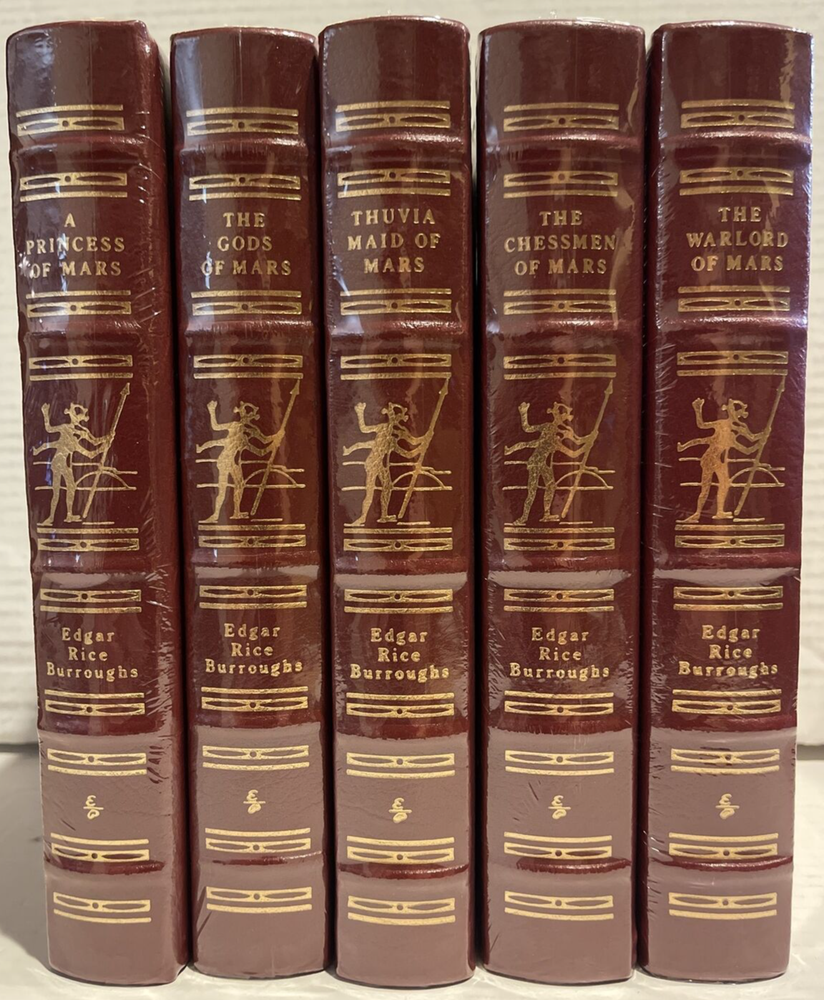 A
PRINCESS
OF MARS
Edgar
Rice
Burroughs
THE
GODS
OF MARS
Edgar
Rice
Burroughs
THUVIA
MAID OF
MARS
Edgar
Rice
Burroughs
THE
CHESSMEN
OF MARS
Edgar
Rice
Burroughs
THE
WARLORD
OF MARS
Edgar
Rice
Burroughs